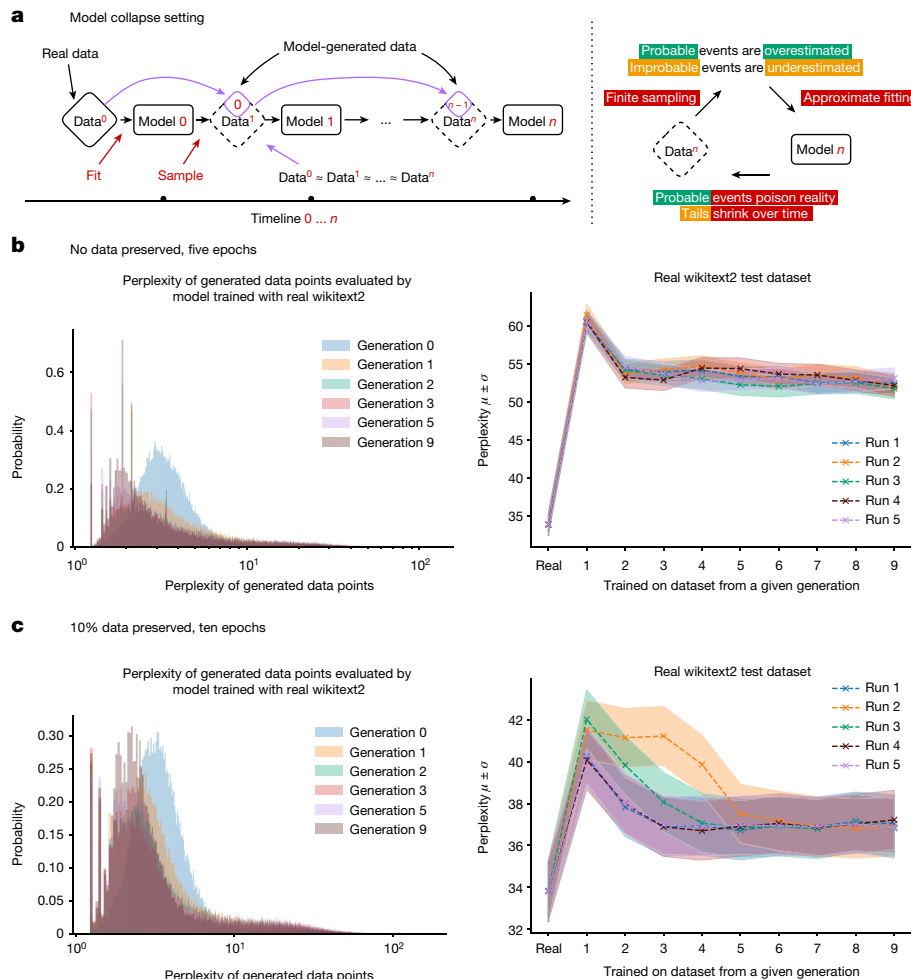 a
Model collapse setting
Real data
Model-generated data
Data0
Model 0
0
Data1
Model 1
...
n – 1
Datan
Model n
Fit
Sample
Data0 ≈ Data1 ≈ ... ≈ Datan
Timeline 0 ... n
Probable events are overestimated
Improbable events are underestimated
Finite sampling
Approximate fitting
Datan
Model n
Probable events poison reality
Tails shrink over time
b
No data preserved, five epochs
Perplexity of generated data points evaluated by
model trained with real wikitext2
Probability
0.6
0.4
0.2
0
100
101
102
Perplexity of generated data points
Generation 0
Generation 1
Generation 2
Generation 3
Generation 5
Generation 9
Real wikitext2 test dataset
Perplexity μ ± σ
60
55
50
45
40
35
Real 1 2 3 4 5 6 7 8 9
Trained on dataset from a given generation
Run 1
Run 2
Run 3
Run 4
Run 5
c
10% data preserved, ten epochs
Perplexity of generated data points evaluated by
model trained with real wikitext2
Probability
0.30
0.25
0.20
0.15
0.10
0.05
0
100
101
102
Perplexity of generated data points
Generation 0
Generation 1
Generation 2
Generation 3
Generation 5
Generation 9
Real wikitext2 test dataset
Perplexity μ ± σ
42
40
38
36
34
32
Real 1 2 3 4 5 6 7 8 9
Trained on dataset from a given generation
Run 1
Run 2
Run 3
Run 4
Run 5